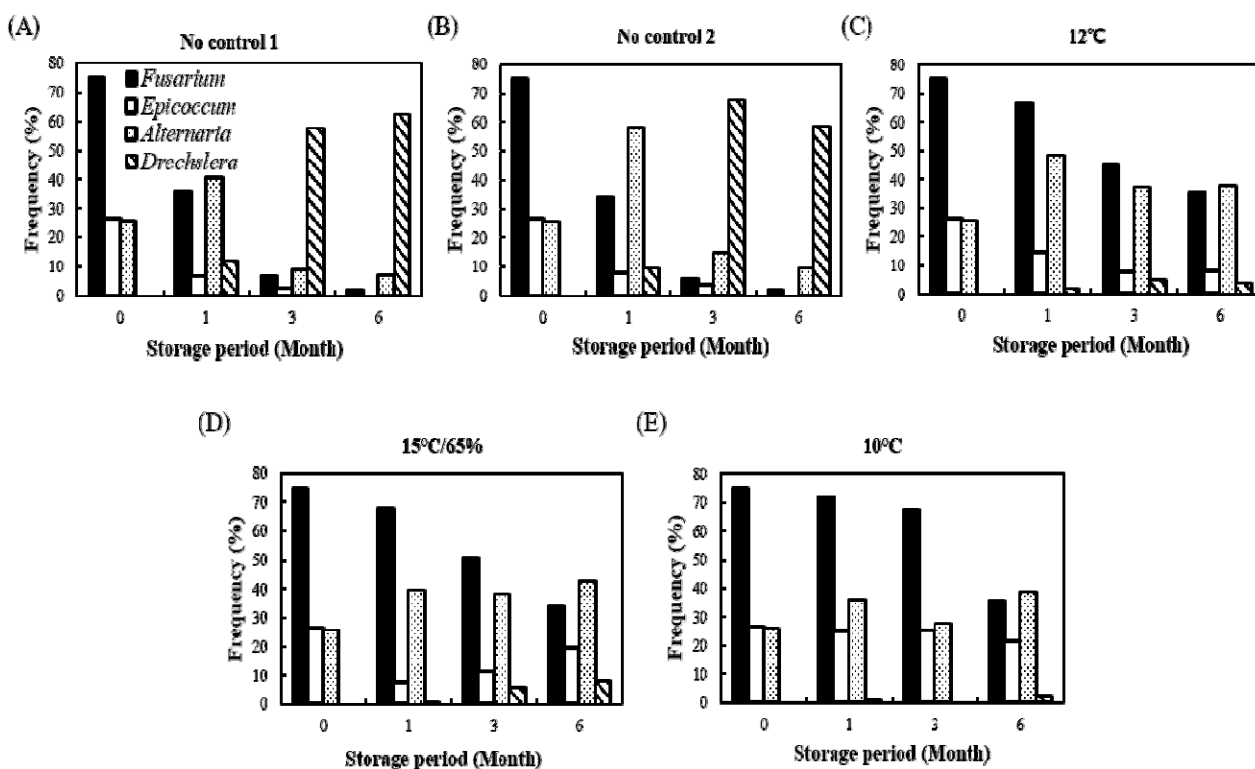 (A)
No control 1
80
70
60
50
40
30
20
10
0
Frequency (%)
Fusarium
Epicoccum
Alternaria
Drechslera
0 1 3 6
Storage period (Month)
(B)
No control 2
80
70
60
50
40
30
20
10
0
Frequency (%)
0 1 3 6
Storage period (Month)
(C)
12℃
80
70
60
50
40
30
20
10
0
Frequency (%)
0 1 3 6
Storage period (Month)
(D)
15℃/65%
80
70
60
50
40
30
20
10
0
Frequency (%)
0 1 3 6
Storage period (Month)
(E)
10℃
80
70
60
50
40
30
20
10
0
Frequency (%)
0 1 3 6
Storage period (Month)